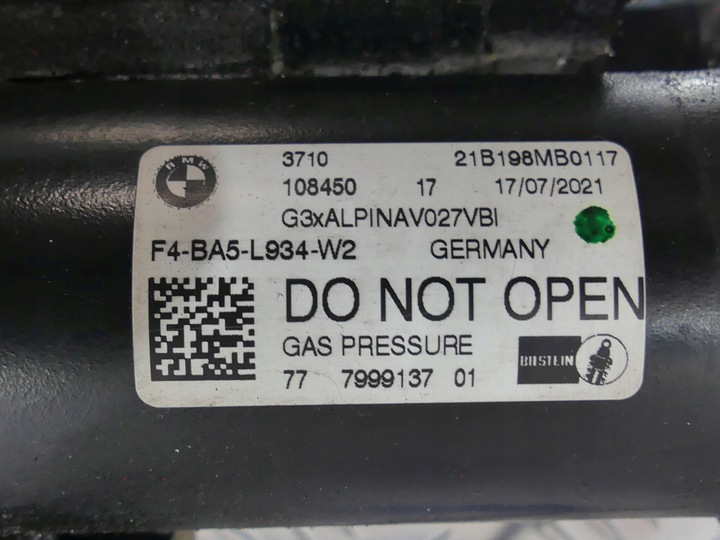 BMW
3710 21B198MB0117
108450 17 17/07/2021
G3xALPINAV027VBI
F4-BA5-L934-W2 GERMANY
DO NOT OPEN
GAS PRESSURE
BILSTEIN
77 7999137 01